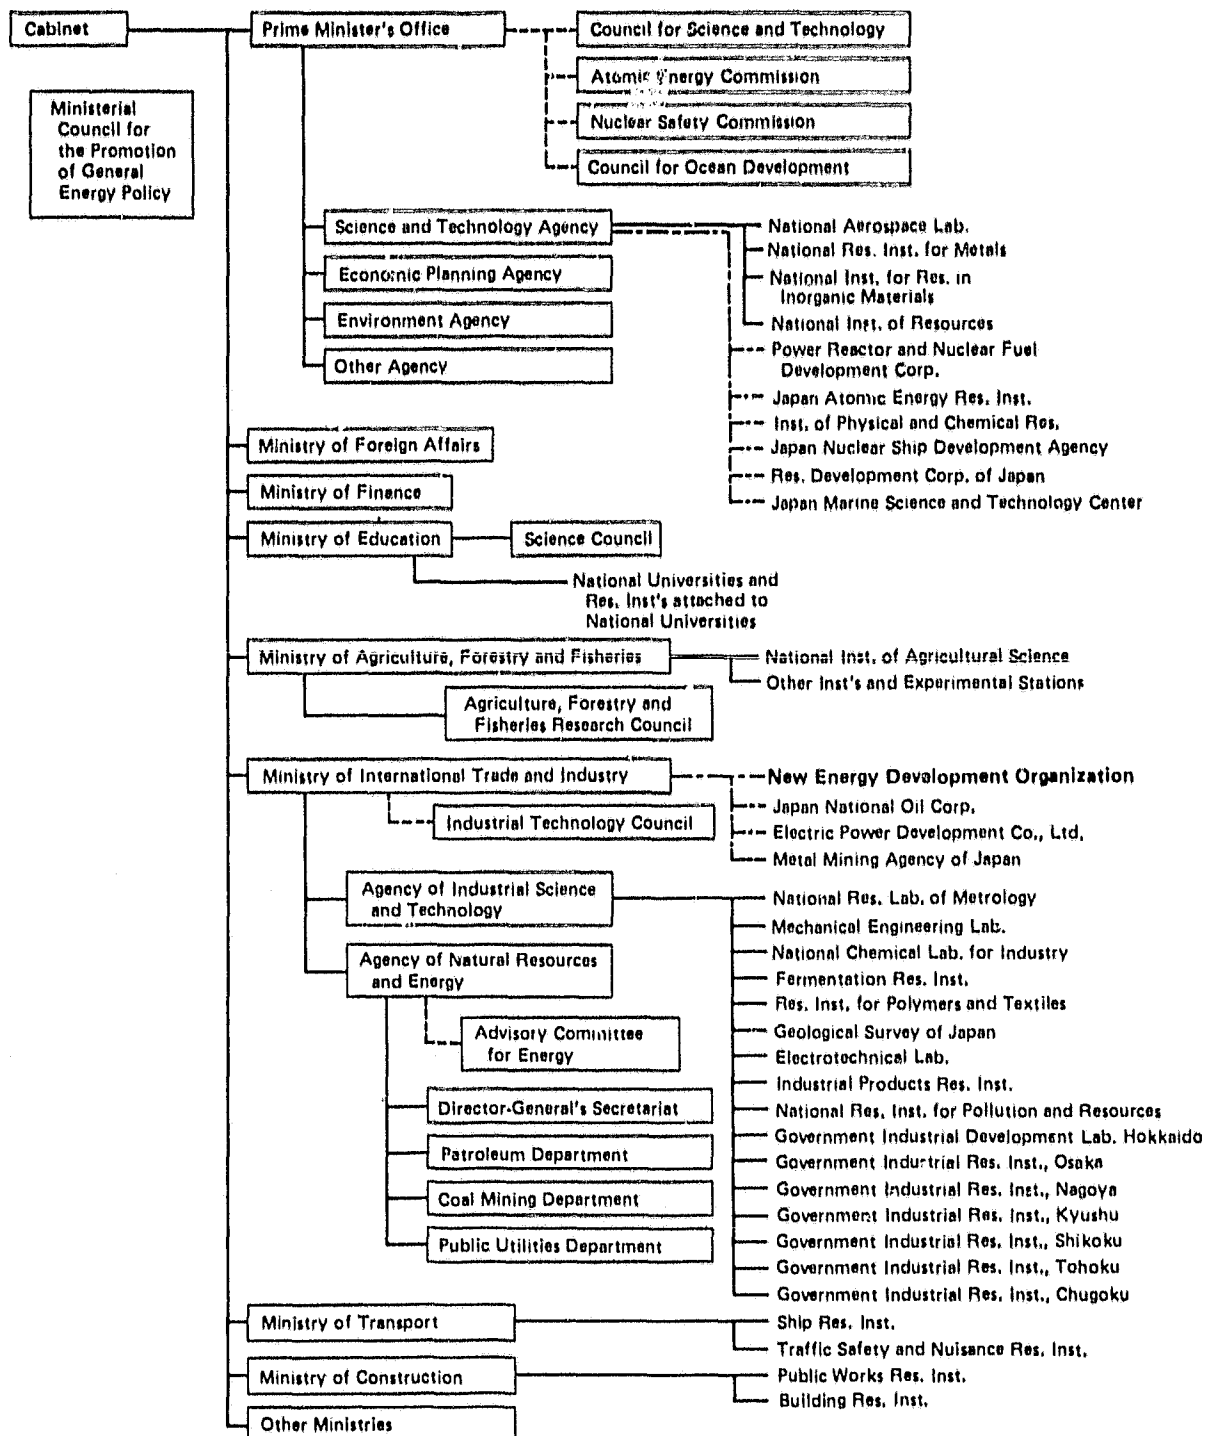 Cabinet
Prime Minister's Office
Council for Science and Technology
Atomic Energy Commission
Nuclear Safety Commission
Council for Ocean Development
Ministerial
Council for
the Promotion
of General
Energy Policy
Science and Technology Agency
Economic Planning Agency
Environment Agency
Other Agency
National Aerospace Lab.
National Res. Inst. for Metals
National Inst. for Res. in
Inorganic Materials
National Inst. of Resources
Power Reactor and Nuclear Fuel
Development Corp.
Japan Atomic Energy Res. Inst.
Inst. of Physical and Chemical Res.
Japan Nuclear Ship Development Agency
Res. Development Corp. of Japan
Japan Marine Science and Technology Center
Ministry of Foreign Affairs
Ministry of Finance
Ministry of Education
Science Council
National Universities and
Res. Inst's attached to
National Universities
Ministry of Agriculture, Forestry and Fisheries
National Inst. of Agricultural Science
Other Inst's and Experimental Stations
Agriculture, Forestry and
Fisheries Research Council
Ministry of International Trade and Industry
New Energy Development Organization
Japan National Oil Corp.
Electric Power Development Co., Ltd.
Metal Mining Agency of Japan
Industrial Technology Council
Agency of Industrial Science
and Technology
National Res. Lab. of Metrology
Mechanical Engineering Lab.
National Chemical Lab. for Industry
Fermentation Res. Inst.
Res. Inst. for Polymers and Textiles
Geological Survey of Japan
Electrotechnical Lab.
Industrial Products Res. Inst.
National Res. Inst. for Pollution and Resources
Government Industrial Development Lab. Hokkaido
Government Industrial Res. Inst., Osaka
Government Industrial Res. Inst., Nagoya
Government Industrial Res. Inst., Kyushu
Government Industrial Res. Inst., Shikoku
Government Industrial Res. Inst., Tohoku
Government Industrial Res. Inst., Chugoku
Agency of Natural Resources
and Energy
Advisory Committee
for Energy
Director-General's Secretariat
Patroleum Department
Coal Mining Department
Public Utilities Department
Ministry of Transport
Ship Res. Inst.
Traffic Safety and Nuisance Res. Inst.
Ministry of Construction
Public Works Res. Inst.
Building Res. Inst.
Other Ministries